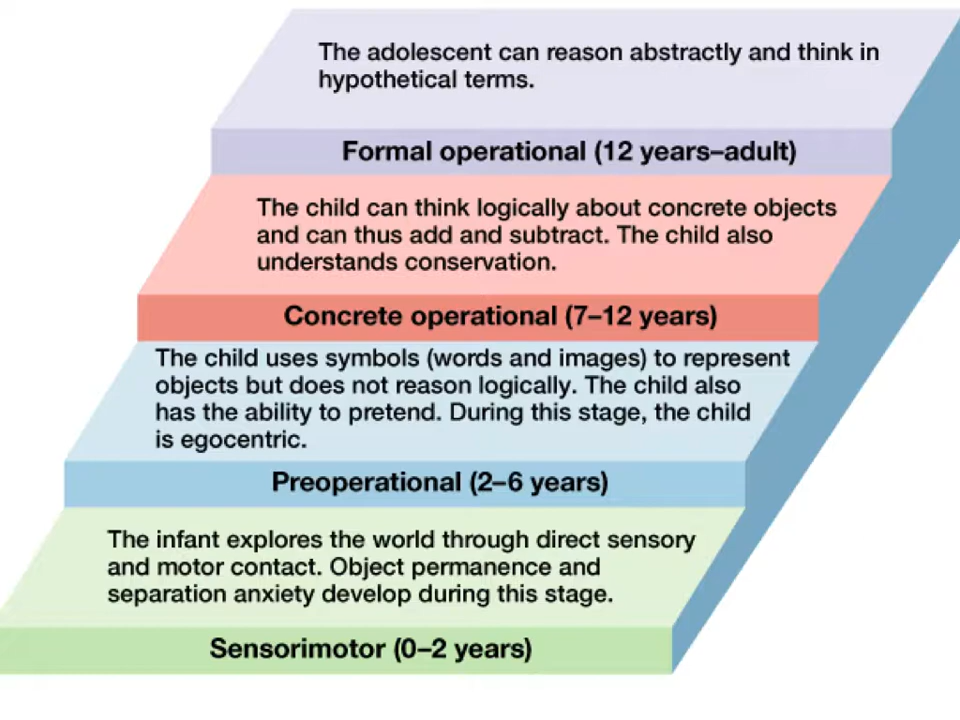 The adolescent can reason abstractly and think in
hypothetical terms.
Formal operational (12 years–adult)
The child can think logically about concrete objects
and can thus add and subtract. The child also
understands conservation.
Concrete operational (7–12 years)
The child uses symbols (words and images) to represent
objects but does not reason logically. The child also
has the ability to pretend. During this stage, the child
is egocentric.
Preoperational (2–6 years)
The infant explores the world through direct sensory
and motor contact. Object permanence and
separation anxiety develop during this stage.
Sensorimotor (0–2 years)